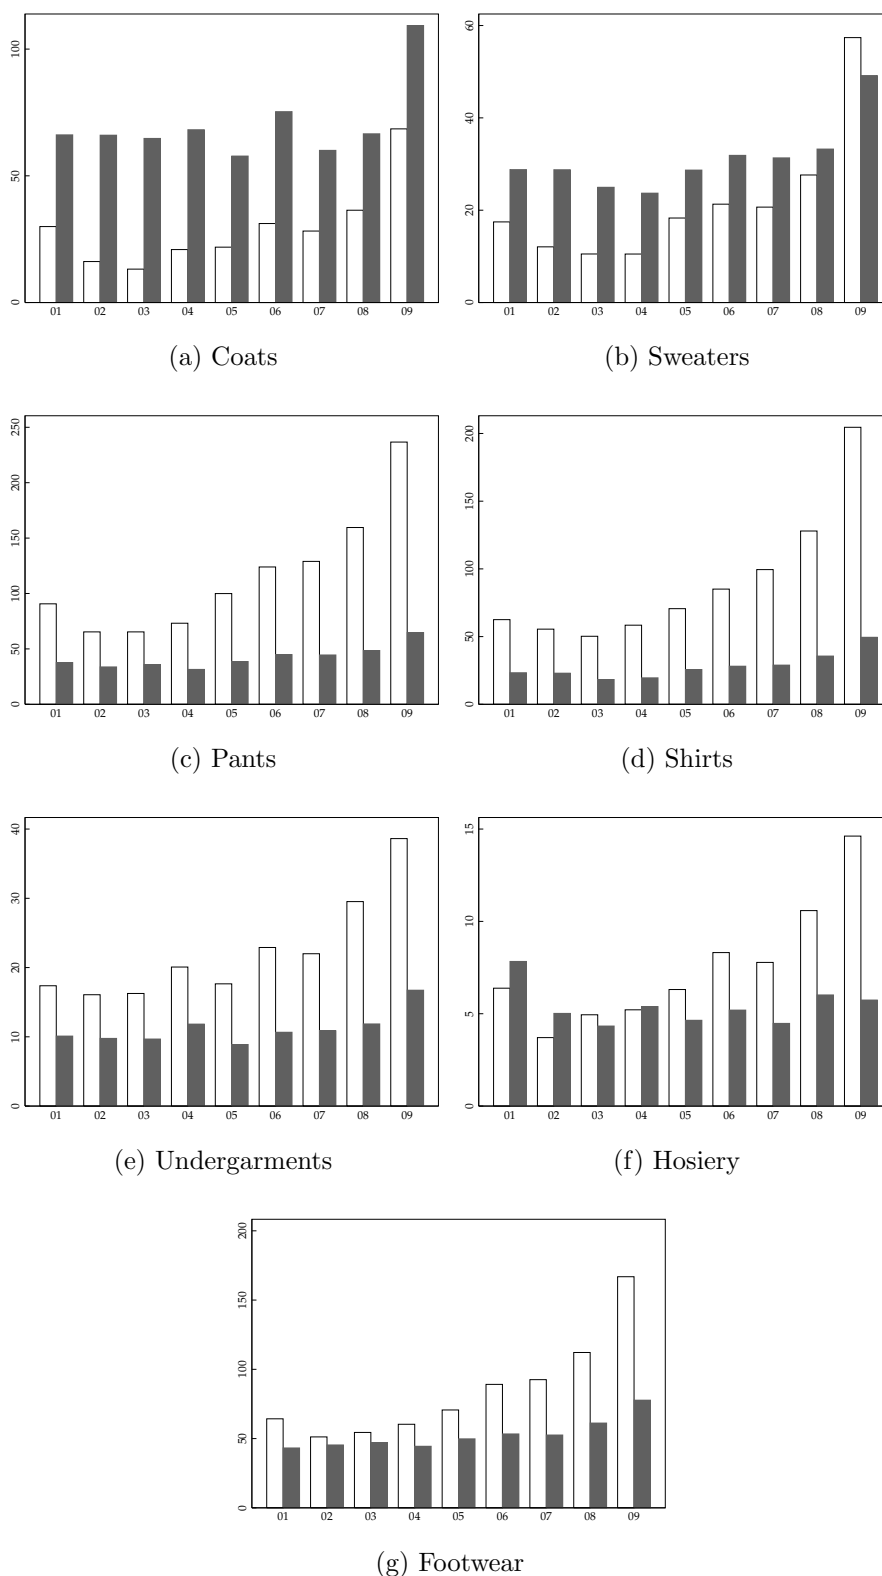 100
50
0
01 02 03 04 05 06 07 08 09
(a) Coats
60
40
20
0
01 02 03 04 05 06 07 08 09
(b) Sweaters
250
200
150
100
50
0
01 02 03 04 05 06 07 08 09
(c) Pants
200
150
100
50
0
01 02 03 04 05 06 07 08 09
(d) Shirts
40
30
20
10
0
01 02 03 04 05 06 07 08 09
(e) Undergarments
15
10
5
0
01 02 03 04 05 06 07 08 09
(f) Hosiery
200
150
100
50
0
01 02 03 04 05 06 07 08 09
(g) Footwear